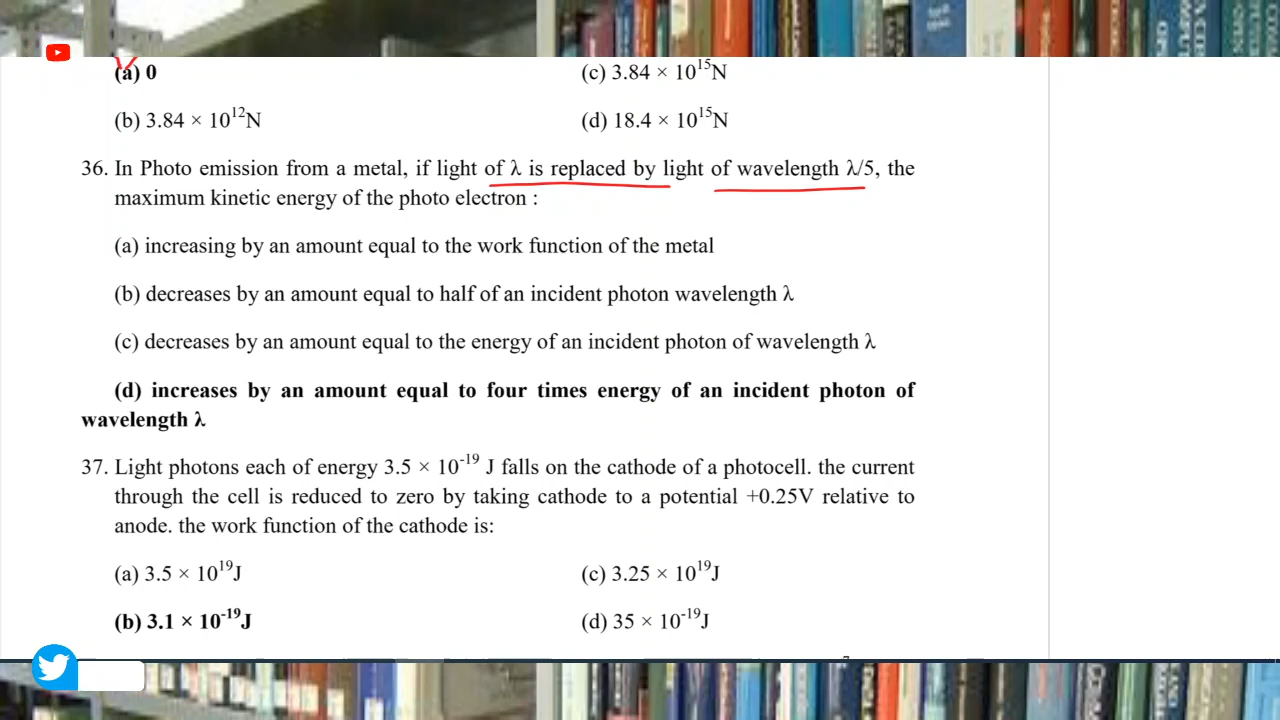 (a) 0
(c) 3.84 × 10¹⁵N
(b) 3.84 × 10¹²N
(d) 18.4 × 10¹⁵N
36. In Photo emission from a metal, if light of λ is replaced by light of wavelength λ/5, the
maximum kinetic energy of the photo electron :
(a) increasing by an amount equal to the work function of the metal
(b) decreases by an amount equal to half of an incident photon wavelength λ
(c) decreases by an amount equal to the energy of an incident photon of wavelength λ
(d) increases by an amount equal to four times energy of an incident photon of
wavelength λ
37. Light photons each of energy 3.5 × 10⁻¹⁹ J falls on the cathode of a photocell. the current
through the cell is reduced to zero by taking cathode to a potential +0.25V relative to
anode. the work function of the cathode is:
(a) 3.5 × 10¹⁹J
(c) 3.25 × 10¹⁹J
(b) 3.1 × 10⁻¹⁹J
(d) 35 × 10⁻¹⁹J